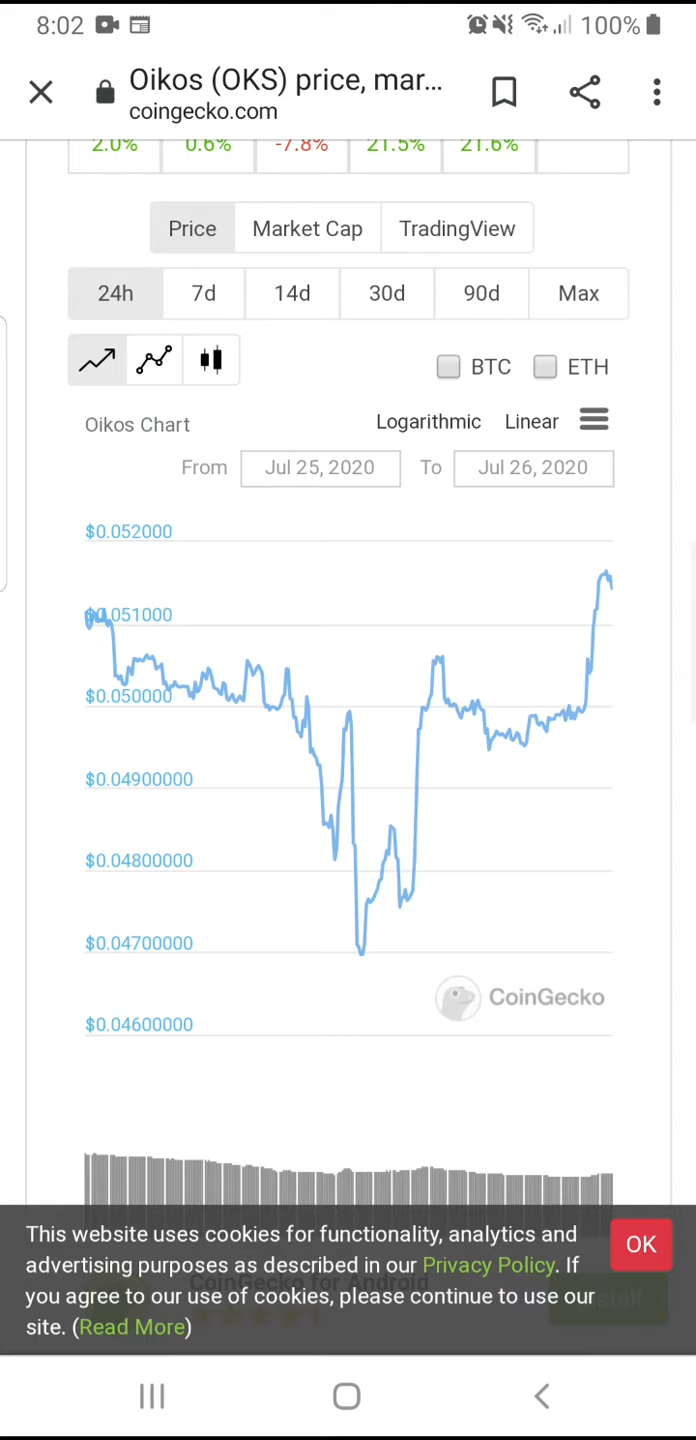 8:02 100%
Oikos (OKS) price, mar...
coingecko.com
2.0% 0.6% -7.8% 21.5% 21.6%
Price Market Cap TradingView
24h 7d 14d 30d 90d Max
BTC ETH
Oikos Chart Logarithmic Linear
From Jul 25, 2020 To Jul 26, 2020
$0.052000
$0.051000
$0.050000
$0.04900000
$0.04800000
$0.04700000
CoinGecko
$0.04600000
This website uses cookies for functionality, analytics and
advertising purposes as described in our Privacy Policy. If
you agree to our use of cookies, please continue to use our
site. (Read More)
OK
CoinGecko for Android